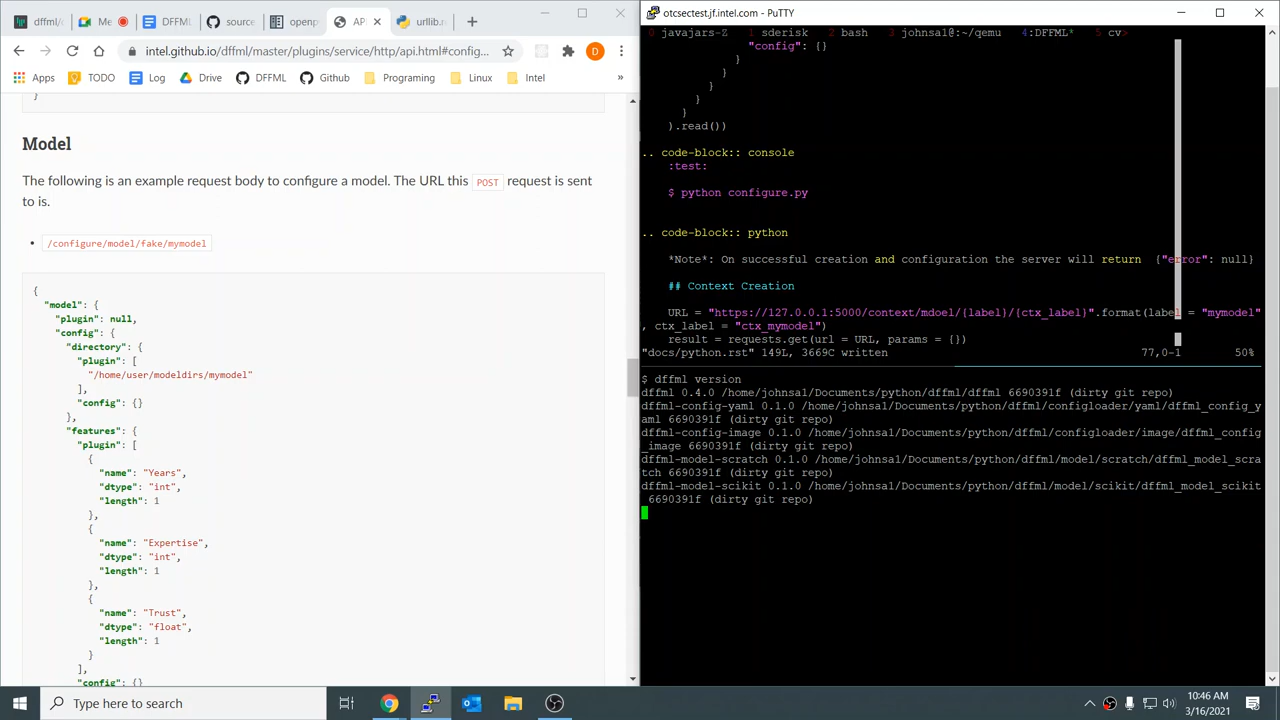 dffml/c
Me
DFFML
source
openp
API
urllib.r
intel.github.io/dffml/master/plugins/service/http/api.html#config...
D
Apps
TODO
Log
Drive
DFFML
Github
Programing
Linux
Intel
»
}
Model
The following is an example request body to configure a model. The URL this POST request is sent
to is.
/configure/model/fake/mymodel
{
"model": {
"plugin": null,
"config": {
"directory": {
"plugin": [
"/home/user/modeldirs/mymodel"
],
"config": {}
},
"features": {
"plugin": [
{
"name": "Years",
"dtype": "int",
"length": 1
},
{
"name": "Expertise",
"dtype": "int",
"length": 1
},
{
"name": "Trust",
"dtype": "float",
"length": 1
}
],
"config": {}
otcsectest.jf.intel.com - PuTTY
0 javajars-Z 1 sderisk 2 bash 3 johnsa1@:~/qemu 4:DFFML* 5 cv>
"config": {}
}
}
}
}
}
).read())
.. code-block:: console
:test:
$ python configure.py
.. code-block:: python
*Note*: On successful creation and configuration the server will return {"error": null}
## Context Creation
URL = "https://127.0.0.1:5000/context/mdoel/{label}/{ctx_label}".format(label = "mymodel"
, ctx_label = "ctx_mymodel")
result = requests.get(url = URL, params = {})
"docs/python.rst" 149L, 3669C written 77,0-1 50%
$ dffml version
dffml 0.4.0 /home/johnsa1/Documents/python/dffml/dffml 6690391f (dirty git repo)
dffml-config-yaml 0.1.0 /home/johnsa1/Documents/python/dffml/configloader/yaml/dffml_config_y
aml 6690391f (dirty git repo)
dffml-config-image 0.1.0 /home/johnsa1/Documents/python/dffml/configloader/image/dffml_config
_image 6690391f (dirty git repo)
dffml-model-scratch 0.1.0 /home/johnsa1/Documents/python/dffml/model/scratch/dffml_model_scra
tch 6690391f (dirty git repo)
dffml-model-scikit 0.1.0 /home/johnsa1/Documents/python/dffml/model/scikit/dffml_model_scikit
6690391f (dirty git repo)
Type here to search
10:46 AM
3/16/2021